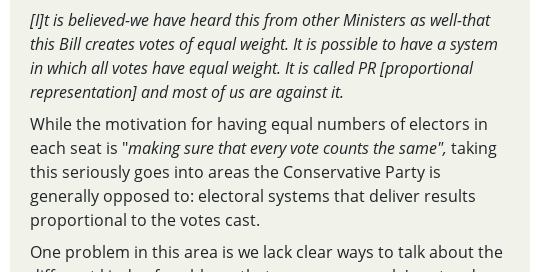 [I]t is believed-we have heard this from other Ministers as well-that
this Bill creates votes of equal weight. It is possible to have a system
in which all votes have equal weight. It is called PR [proportional
representation] and most of us are against it.
While the motivation for having equal numbers of electors in
each seat is "making sure that every vote counts the same", taking
this seriously goes into areas the Conservative Party is
generally opposed to: electoral systems that deliver results
proportional to the votes cast.
One problem in this area is we lack clear ways to talk about the